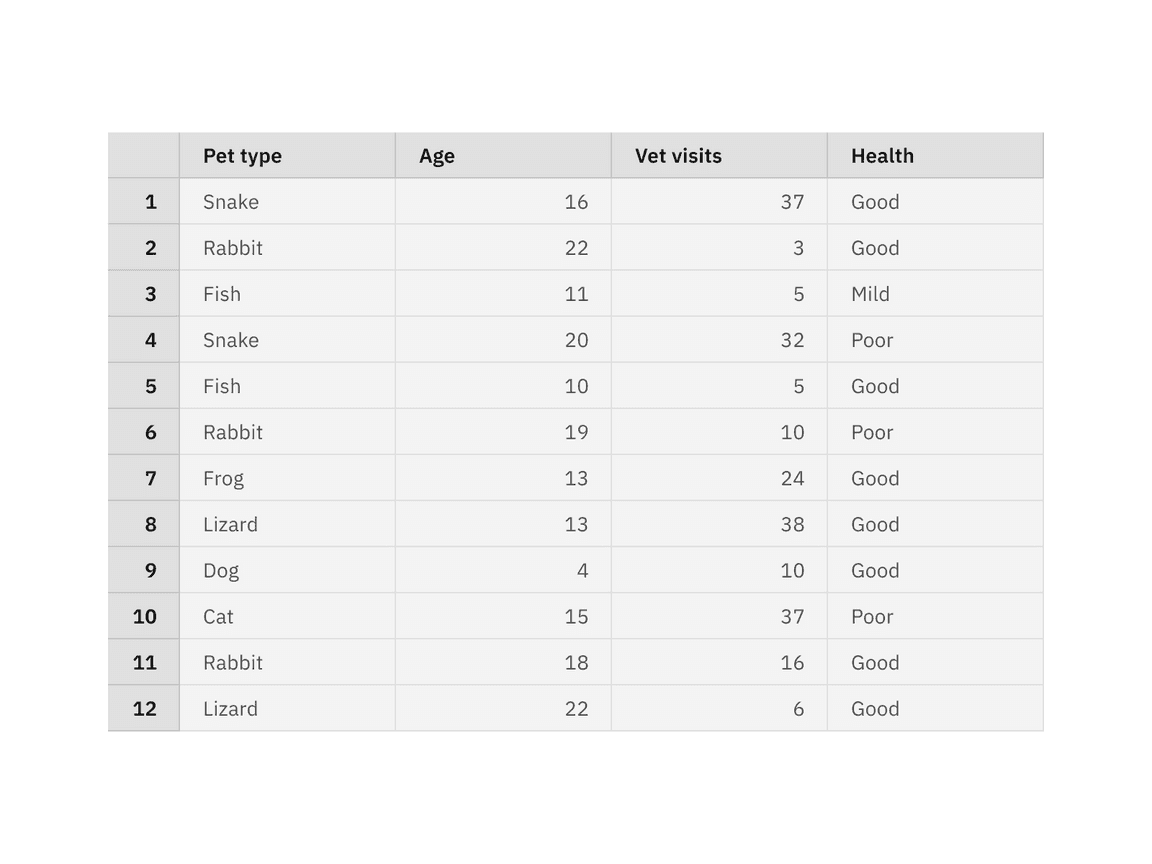 Pet type Age Vet visits Health
1 Snake 16 37 Good
2 Rabbit 22 3 Good
3 Fish 11 5 Mild
4 Snake 20 32 Poor
5 Fish 10 5 Good
6 Rabbit 19 10 Poor
7 Frog 13 24 Good
8 Lizard 13 38 Good
9 Dog 4 10 Good
10 Cat 15 37 Poor
11 Rabbit 18 16 Good
12 Lizard 22 6 Good